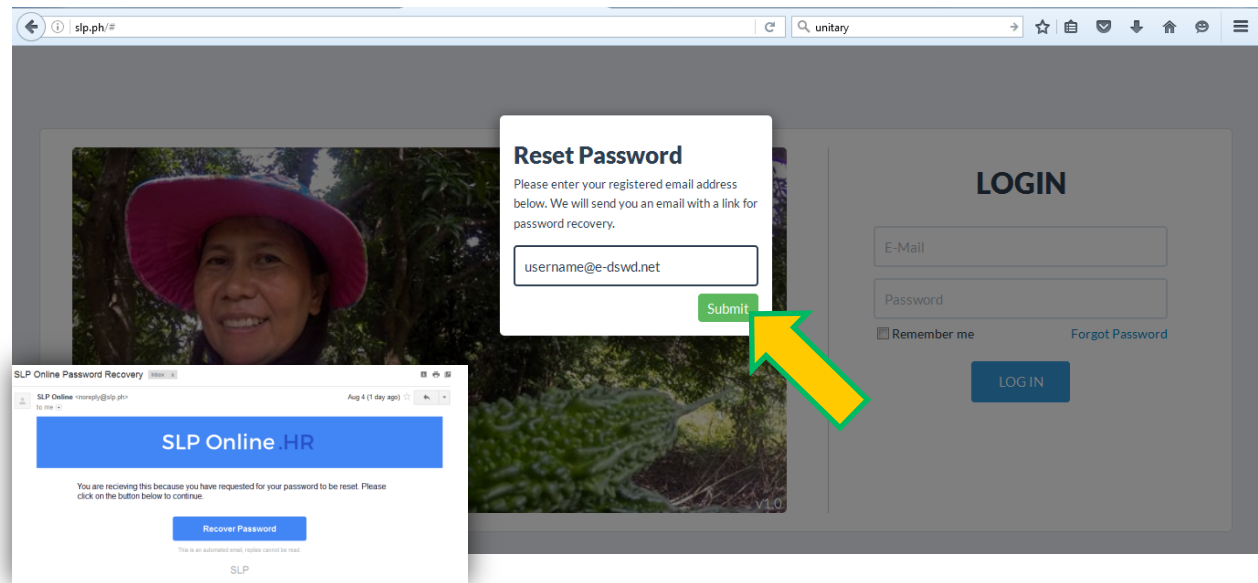 slp.ph/#
unitary
Reset Password
Please enter your registered email address
below. We will send you an email with a link for
password recovery.
username@e-dswd.net
Submit
LOGIN
E-Mail
Password
Remember me
Forgot Password
LOG IN
v1.0
SLP Online Password Recovery
Inbox x
SLP Online <noreply@slp.ph>
to me
Aug 4 (1 day ago)
SLP Online.HR
You are recieving this because you have requested for your password to be reset. Please
click on the button below to continue.
Recover Password
This is an automated email, replies cannot be read.
SLP